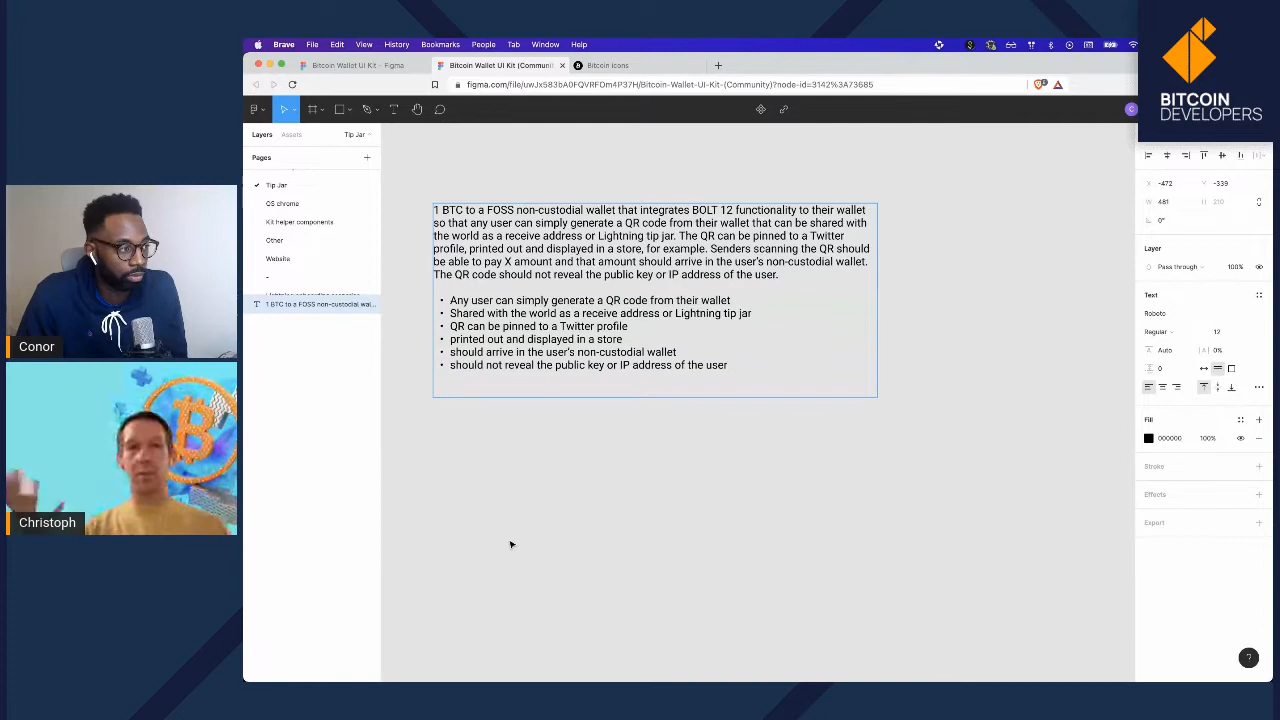 Brave File Edit View History Bookmarks People Tab Window Help
Bitcoin Wallet UI Kit – Figma
Bitcoin Wallet UI Kit (Communi
Bitcoin Icons
figma.com/file/uwJx583bA0FQVRFDm4P37H/Bitcoin-Wallet-UI-Kit-(Community)?node-id=3142%3A73685
BITCOIN
DEVELOPERS
C
Layers Assets Tip Jar
Pages
Tip Jar
OS chrome
Kit helper components
Other
Website
-
1 BTC to a FOSS non-custodial wal...
1 BTC to a FOSS non-custodial wallet that integrates BOLT 12 functionality to their wallet
so that any user can simply generate a QR code from their wallet that can be shared with
the world as a receive address or Lightning tip jar. The QR can be pinned to a Twitter
profile, printed out and displayed in a store, for example. Senders scanning the QR should
be able to pay X amount and that amount should arrive in the user's non-custodial wallet.
The QR code should not reveal the public key or IP address of the user.
• Any user can simply generate a QR code from their wallet
• Shared with the world as a receive address or Lightning tip jar
• QR can be pinned to a Twitter profile
• printed out and displayed in a store
• should arrive in the user's non-custodial wallet
• should not reveal the public key or IP address of the user
X -472 Y -339
W 481 H 210
0°
Layer
Pass through 100%
Text
Roboto
Regular 12
Auto 0%
0
Fill
000000 100%
Stroke
Effects
Export
?
Conor
Christoph